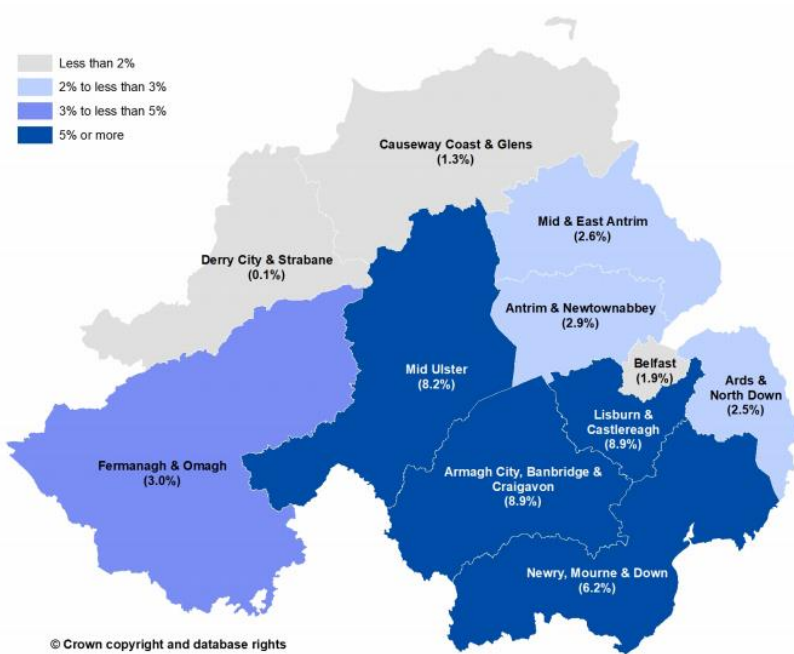 Less than 2%
2% to less than 3%
3% to less than 5%
5% or more
Causeway Coast & Glens
(1.3%)
Mid & East Antrim
(2.6%)
Derry City & Strabane
(0.1%)
Antrim & Newtownabbey
(2.9%)
Belfast
(1.9%)
Mid Ulster
(8.2%)
Ards &
North Down
(2.5%)
Lisburn &
Castlereagh
(8.9%)
Fermanagh & Omagh
(3.0%)
Armagh City, Banbridge &
Craigavon
(8.9%)
Newry, Mourne & Down
(6.2%)
© Crown copyright and database rights